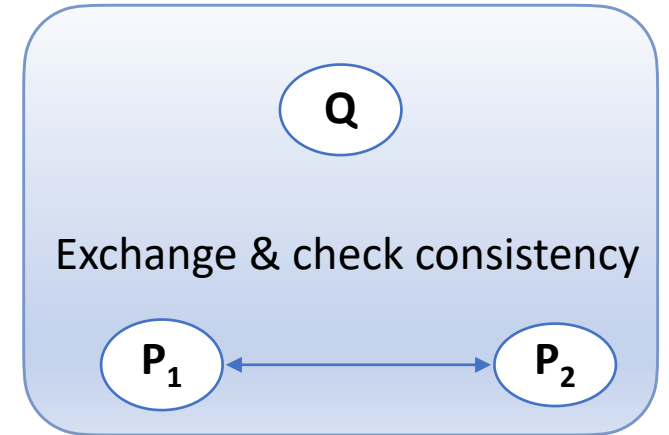 Q
Exchange & check consistency
P₁ P₂